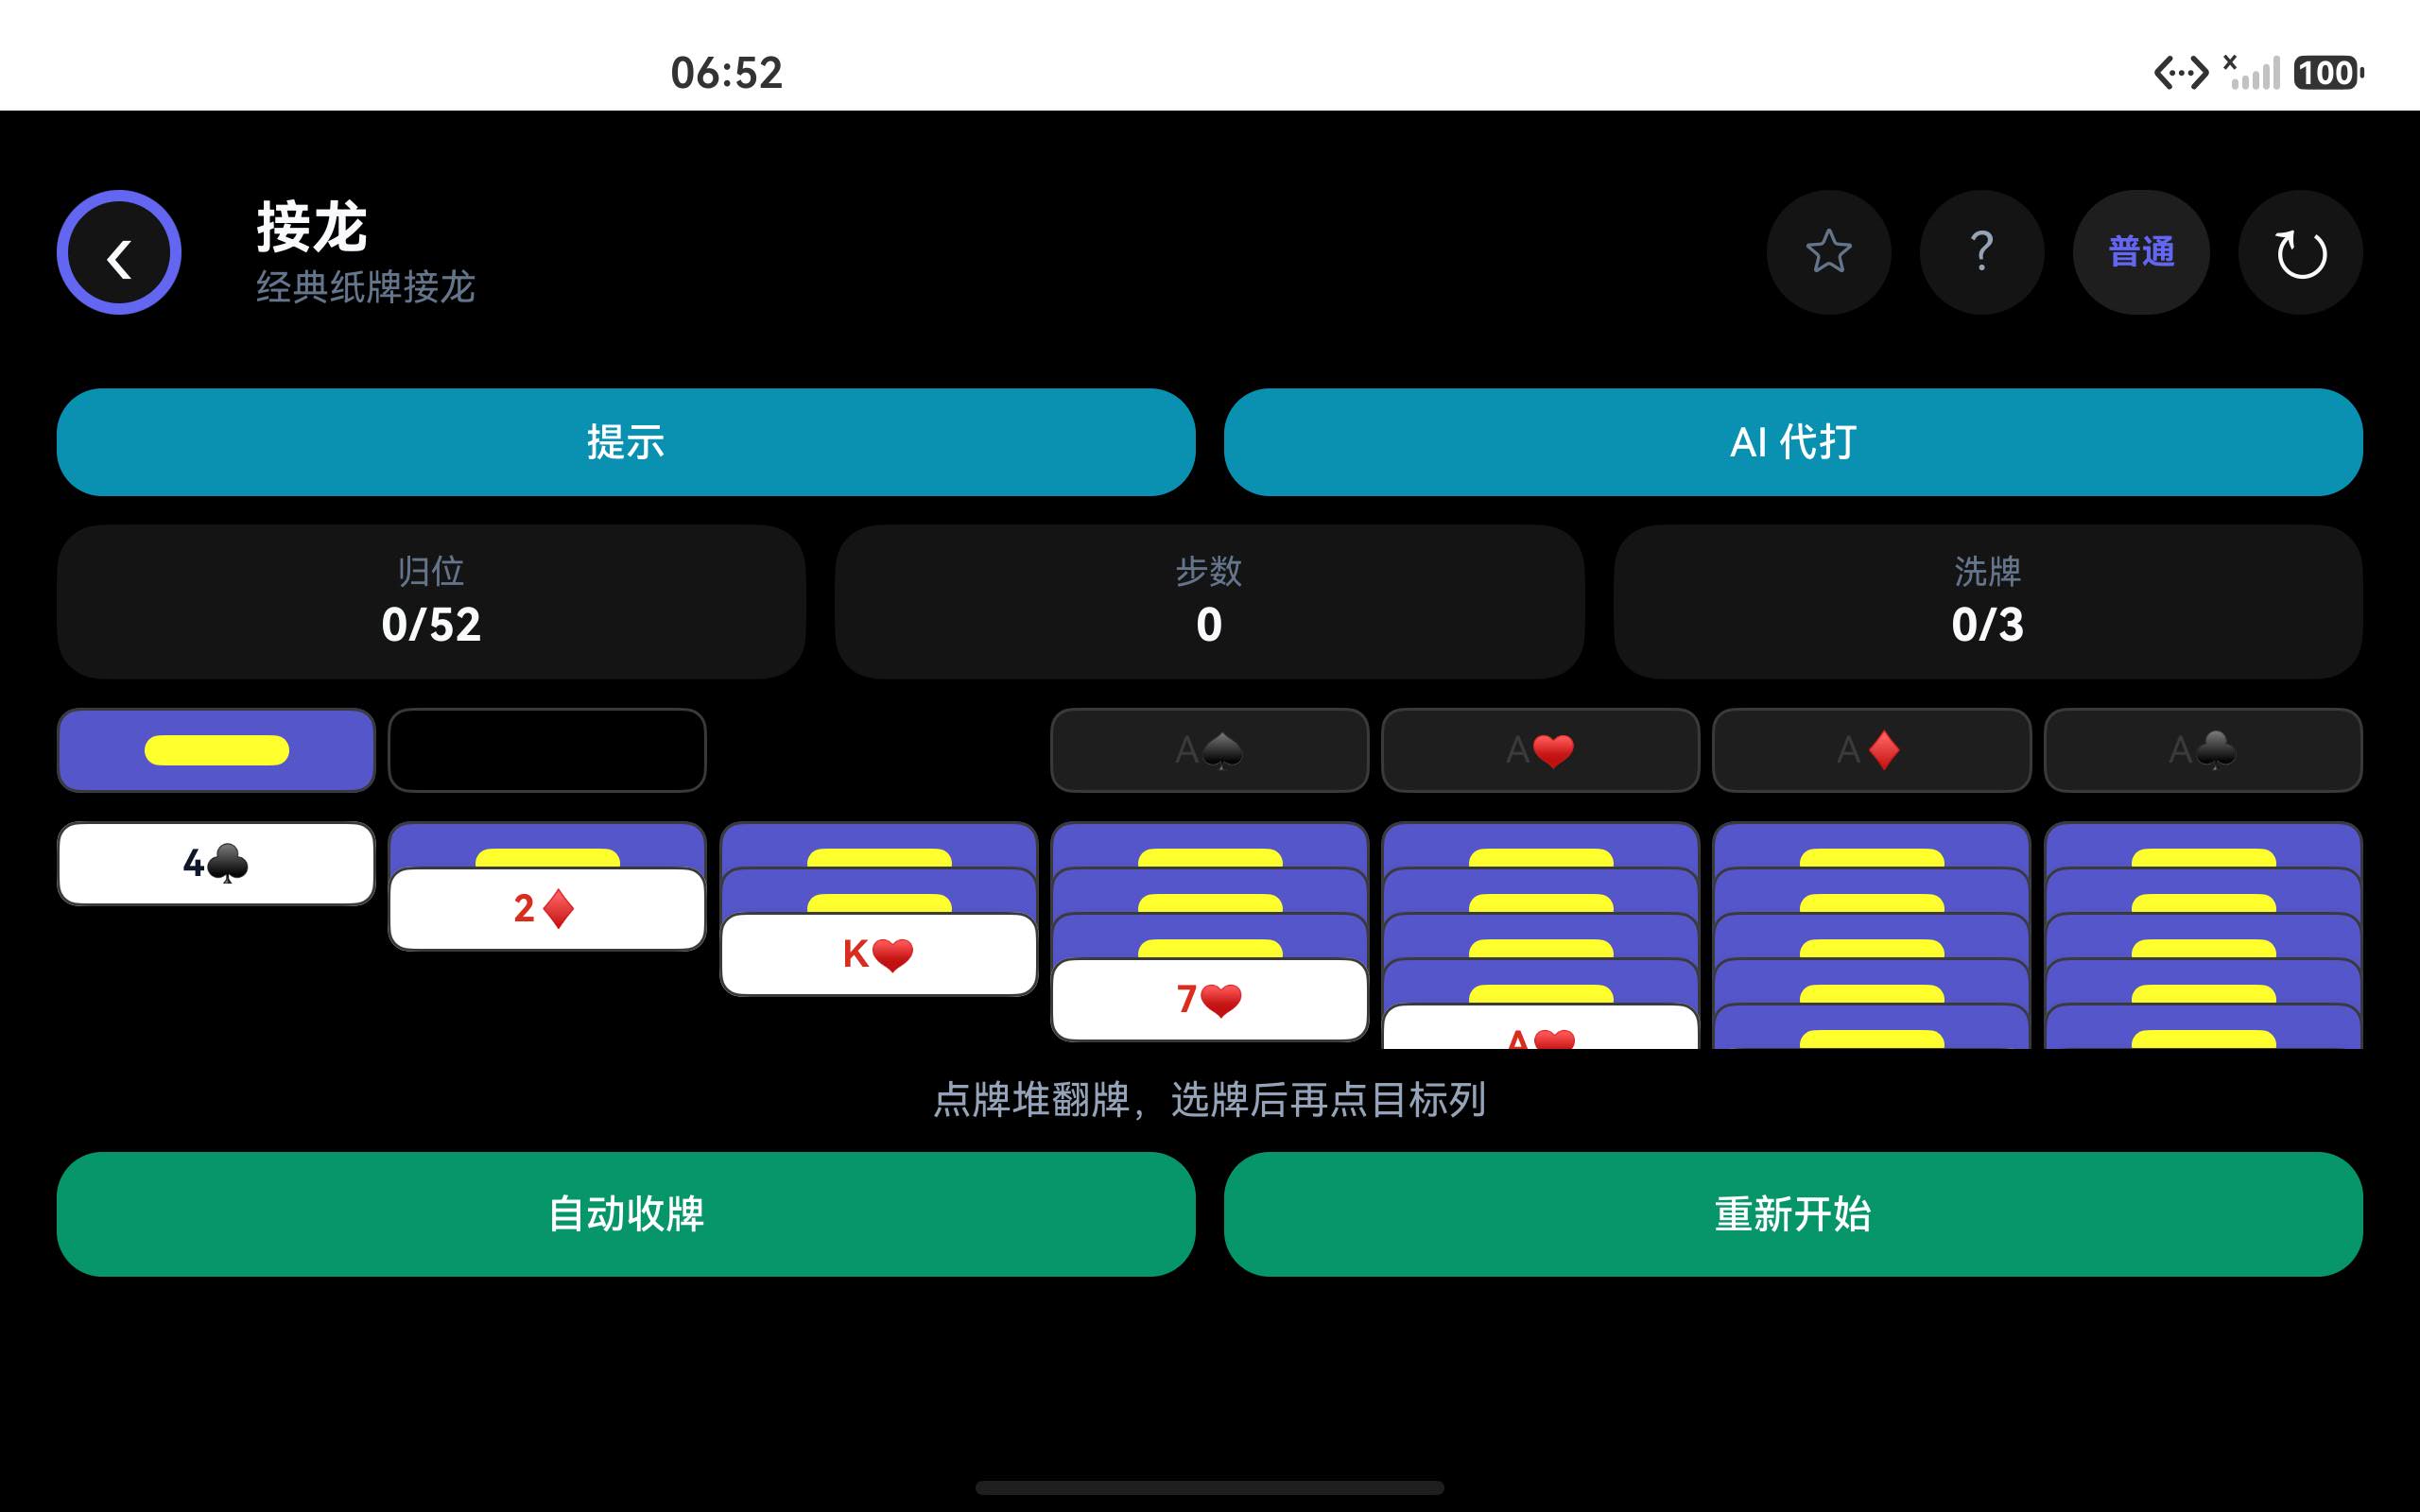 06:52
100
接龙
经典纸牌接龙
?
普通
提示
AI 代打
归位
0/52
步数
0
洗牌
0/3
A♠
A♥
A♦
A♣
4♣
2♦
K♥
7♥
A♥
点牌堆翻牌，选牌后再点目标列
自动收牌
重新开始